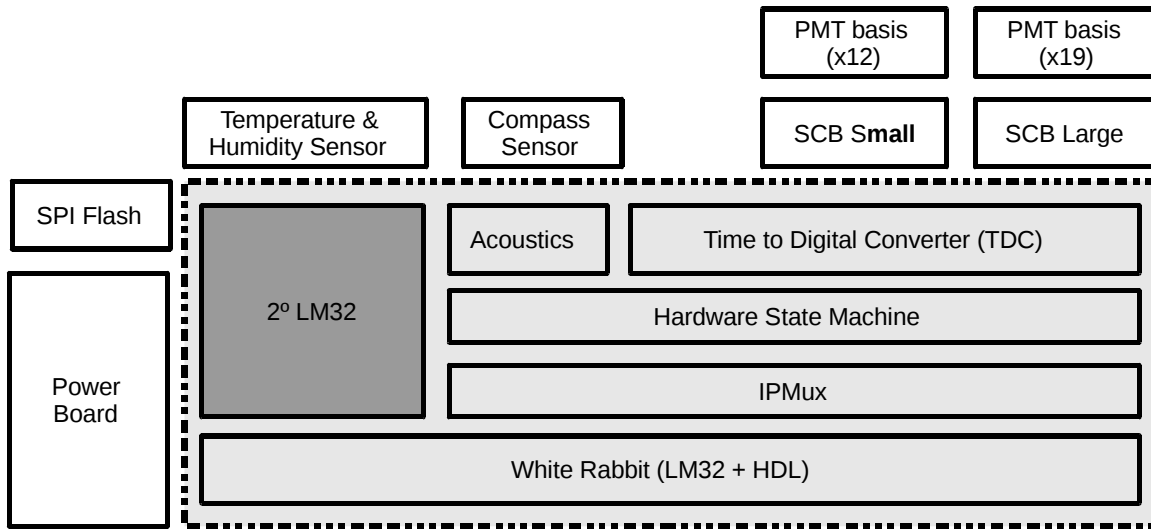 PMT basis
(x12)
PMT basis
(x19)
Temperature &
Humidity Sensor
Compass
Sensor
SCB Small
SCB Large
SPI Flash
Acoustics
Time to Digital Converter (TDC)
2º LM32
Hardware State Machine
Power
Board
IPMux
White Rabbit (LM32 + HDL)